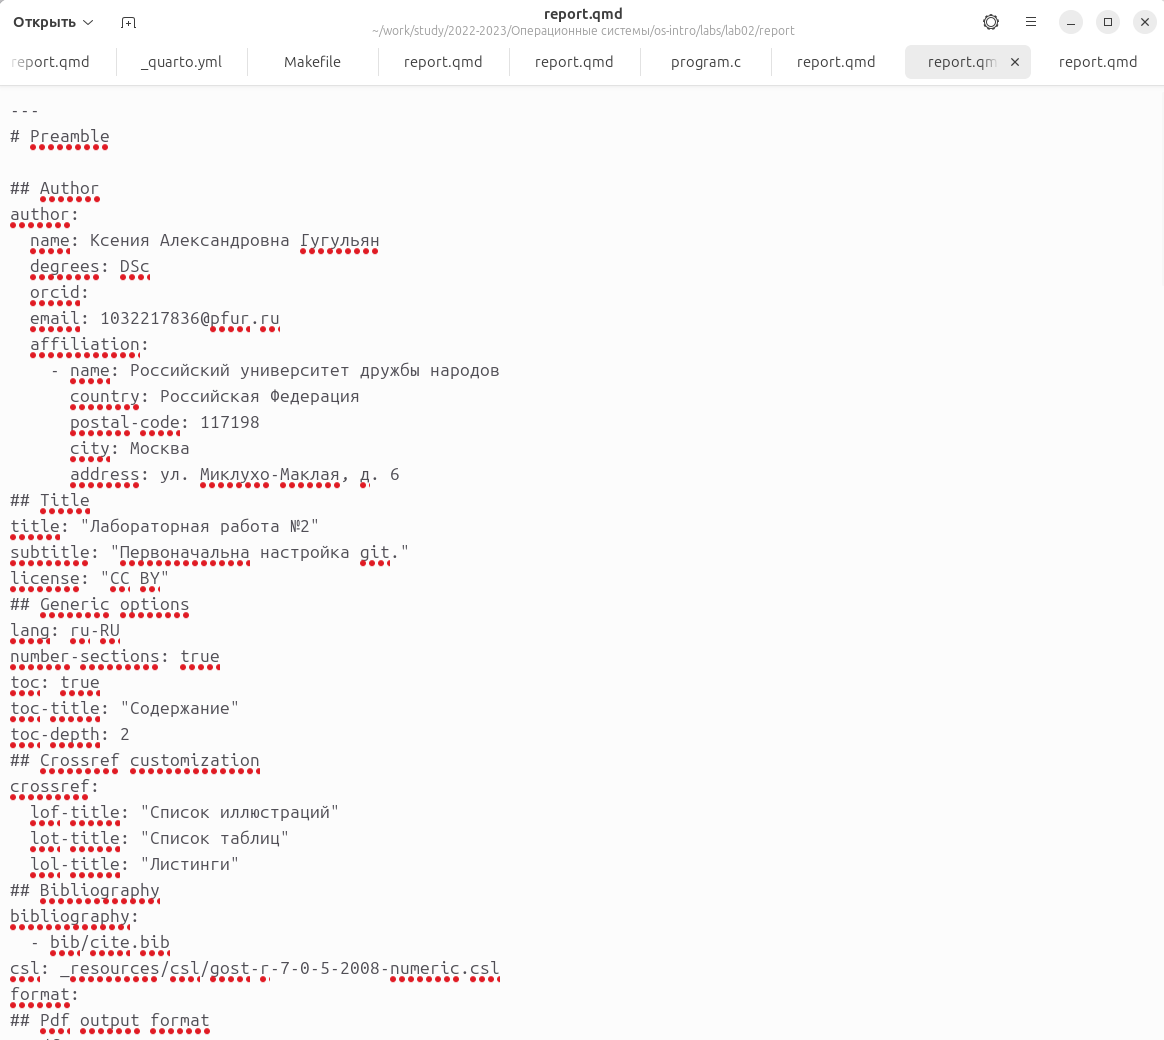 Открыть
report.qmd
~/work/study/2022-2023/Операционные системы/os-intro/labs/lab02/report
report.qmd _quarto.yml Makefile report.qmd report.qmd program.c report.qmd report.qm report.qmd
---
# Preamble
## Author
author:
  name: Ксения Александровна Гугульян
  degrees: DSc
  orcid:
  email: 1032217836@pfur.ru
  affiliation:
    - name: Российский университет дружбы народов
      country: Российская Федерация
      postal-code: 117198
      city: Москва
      address: ул. Миклухо-Маклая, д. 6
## Title
title: "Лабораторная работа №2"
subtitle: "Первоначальна настройка git."
license: "CC BY"
## Generic options
lang: ru-RU
number-sections: true
toc: true
toc-title: "Содержание"
toc-depth: 2
## Crossref customization
crossref:
  lof-title: "Список иллюстраций"
  lot-title: "Список таблиц"
  lol-title: "Листинги"
## Bibliography
bibliography:
  - bib/cite.bib
csl: _resources/csl/gost-r-7-0-5-2008-numeric.csl
format:
## Pdf output format